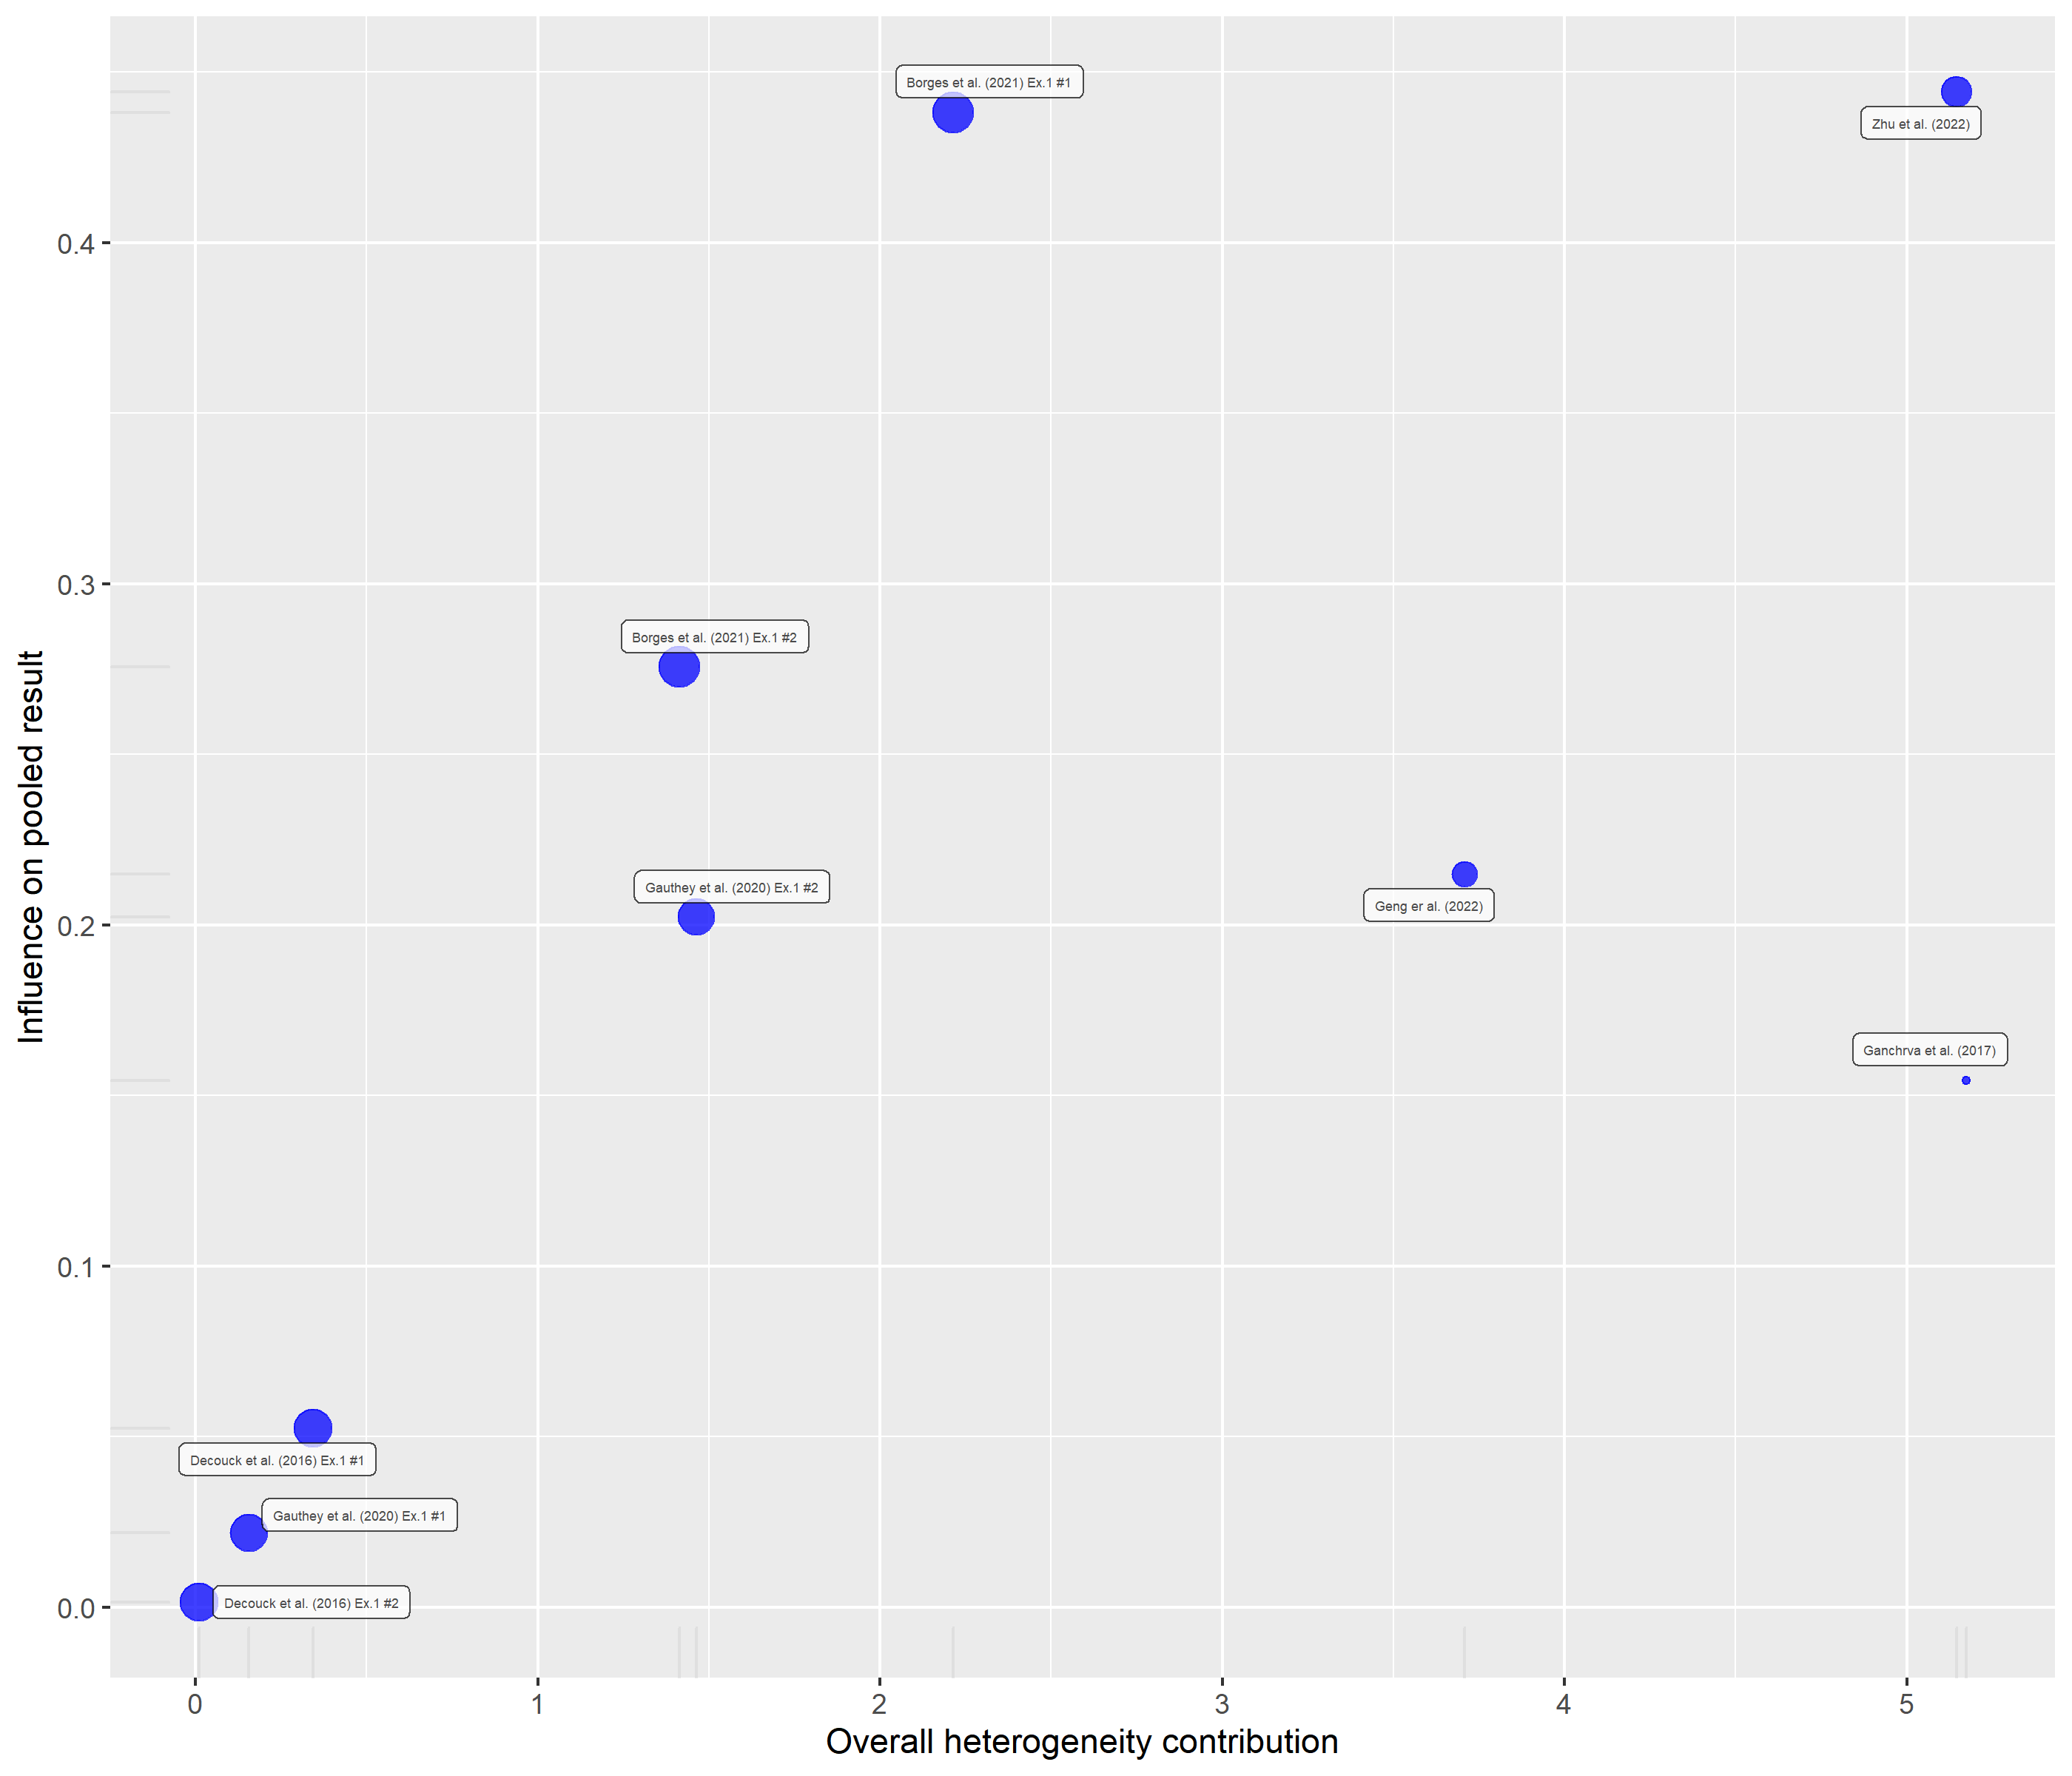 Borges et al. (2021) Ex.1 #1
Zhu et al. (2022)
0.4
0.3
Borges et al. (2021) Ex.1 #2
Gauthey et al. (2020) Ex.1 #2
Geng er al. (2022)
0.2
Ganchrva et al. (2017)
0.1
Decouck et al. (2016) Ex.1 #1
Gauthey et al. (2020) Ex.1 #1
Decouck et al. (2016) Ex.1 #2
0.0
0 1 2 3 4 5
Overall heterogeneity contribution
Influence on pooled result